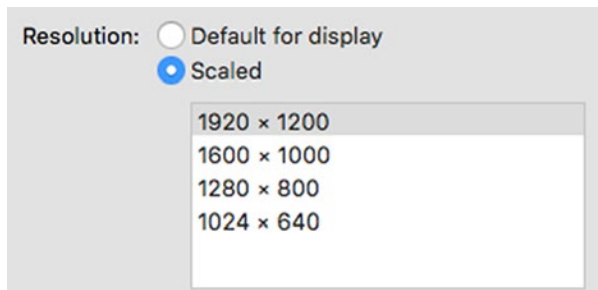 Resolution: Default for display
Scaled
1920 × 1200
1600 × 1000
1280 × 800
1024 × 640